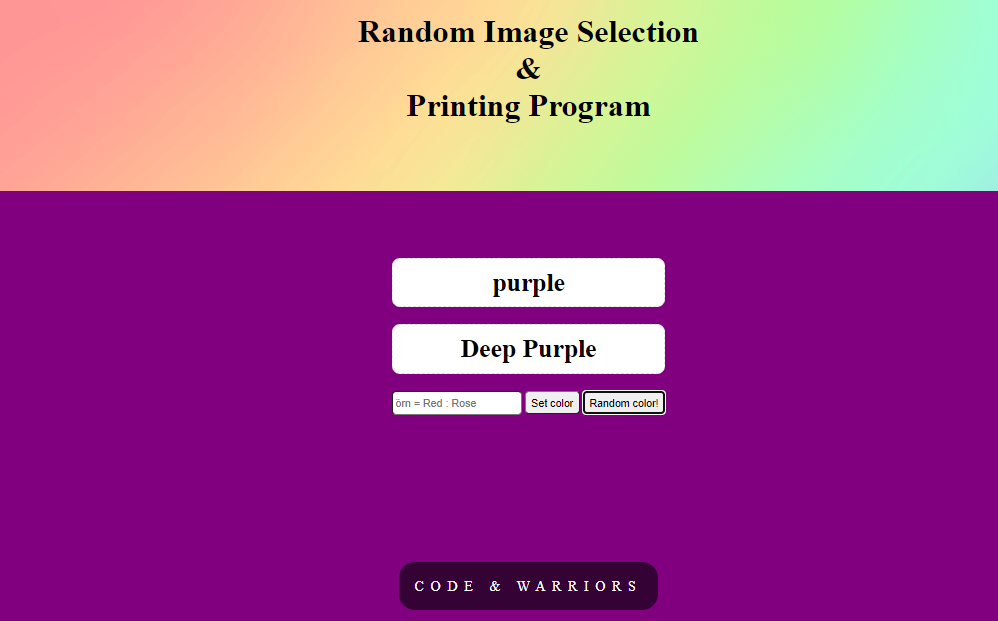 Random Image Selection
&
Printing Program
purple
Deep Purple
örn = Red : Rose Set color Random color!
CODE & WARRIORS